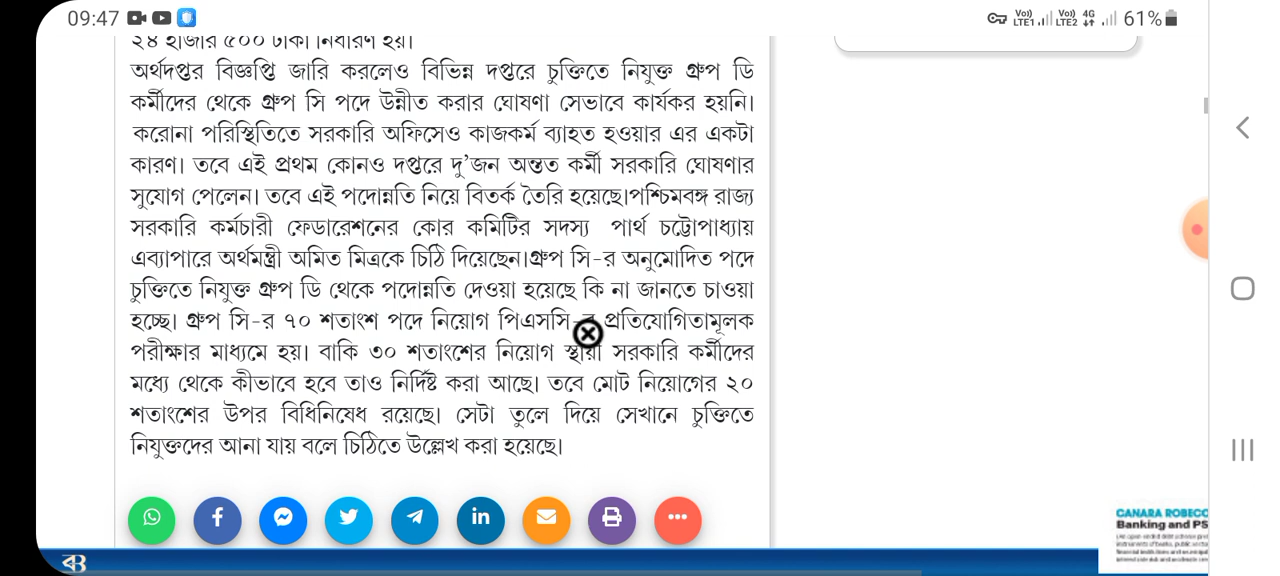 09:47
Vo)) LTE1 Vo)) LTE2 4G 61%
২৪ হাজার ৫০০ টাকা নির্ধারণ হয়।
অর্থদপ্তর বিজ্ঞপ্তি জারি করলেও বিভিন্ন দপ্তরে চুক্তিতে নিযুক্ত গ্রুপ ডি
কর্মীদের থেকে গ্রুপ সি পদে উন্নীত করার ঘোষণা সেভাবে কার্যকর হয়নি।
করোনা পরিস্থিতিতে সরকারি অফিসেও কাজকর্ম ব্যাহত হওয়ার এর একটা
কারণ। তবে এই প্রথম কোনও দপ্তরে দু’জন অন্তত কর্মী সরকারি ঘোষণার
সুযোগ পেলেন। তবে এই পদোন্নতি নিয়ে বিতর্ক তৈরি হয়েছে।পশ্চিমবঙ্গ রাজ্য
সরকারি কর্মচারী ফেডারেশনের কোর কমিটির সদস্য পার্থ চট্টোপাধ্যায়
এব্যাপারে অর্থমন্ত্রী অমিত মিত্রকে চিঠি দিয়েছেন।গ্রুপ সি-র অনুমোদিত পদে
চুক্তিতে নিযুক্ত গ্রুপ ডি থেকে পদোন্নতি দেওয়া হয়েছে কি না জানতে চাওয়া
হচ্ছে। গ্রুপ সি-র ৭০ শতাংশ পদে নিয়োগ পিএসসি-র প্রতিযোগিতামূলক
পরীক্ষার মাধ্যমে হয়। বাকি ৩০ শতাংশের নিয়োগ স্থায়ী সরকারি কর্মীদের
মধ্যে থেকে কীভাবে হবে তাও নির্দিষ্ট করা আছে। তবে মোট নিয়োগের ২০
শতাংশের উপর বিধিনিষেধ রয়েছে। সেটা তুলে দিয়ে সেখানে চুক্তিতে
নিযুক্তদের আনা যায় বলে চিঠিতে উল্লেখ করা হয়েছে।
CANARA ROBECO
Banking and PS